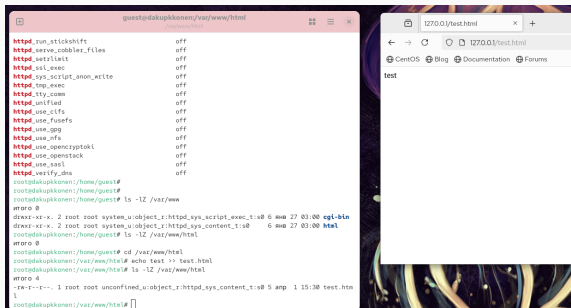 guest@dakupkkonen:/var/www/html
/var/www/html
httpd_run_stickshift off
httpd_serve_cobbler_files off
httpd_setrlimit off
httpd_ssi_exec off
httpd_sys_script_anon_write off
httpd_tmp_exec off
httpd_tty_comm off
httpd_unified off
httpd_use_cifs off
httpd_use_fusefs off
httpd_use_gpg off
httpd_use_nfs off
httpd_use_opencryptoki off
httpd_use_openstack off
httpd_use_sasl off
httpd_verify_dns off
root@dakupkkonen:/home/guest#
root@dakupkkonen:/home/guest#
root@dakupkkonen:/home/guest# ls -lZ /var/www
итого 0
drwxr-xr-x. 2 root root system_u:object_r:httpd_sys_script_exec_t:s0 6 янв 27 03:00 cgi-bin
drwxr-xr-x. 2 root root system_u:object_r:httpd_sys_content_t:s0 6 янв 27 03:00 html
root@dakupkkonen:/home/guest# ls -lZ /var/www/html
итого 0
root@dakupkkonen:/home/guest# cd /var/www/html
root@dakupkkonen:/var/www/html# echo test >> test.html
root@dakupkkonen:/var/www/html# ls -lZ /var/www/html
итого 4
-rw-r--r--. 1 root root unconfined_u:object_r:httpd_sys_content_t:s0 5 апр 1 15:30 test.htm
l
root@dakupkkonen:/var/www/html#
127.0.0.1/test.html
127.0.0.1/test.html
CentOS Blog Documentation Forums
test